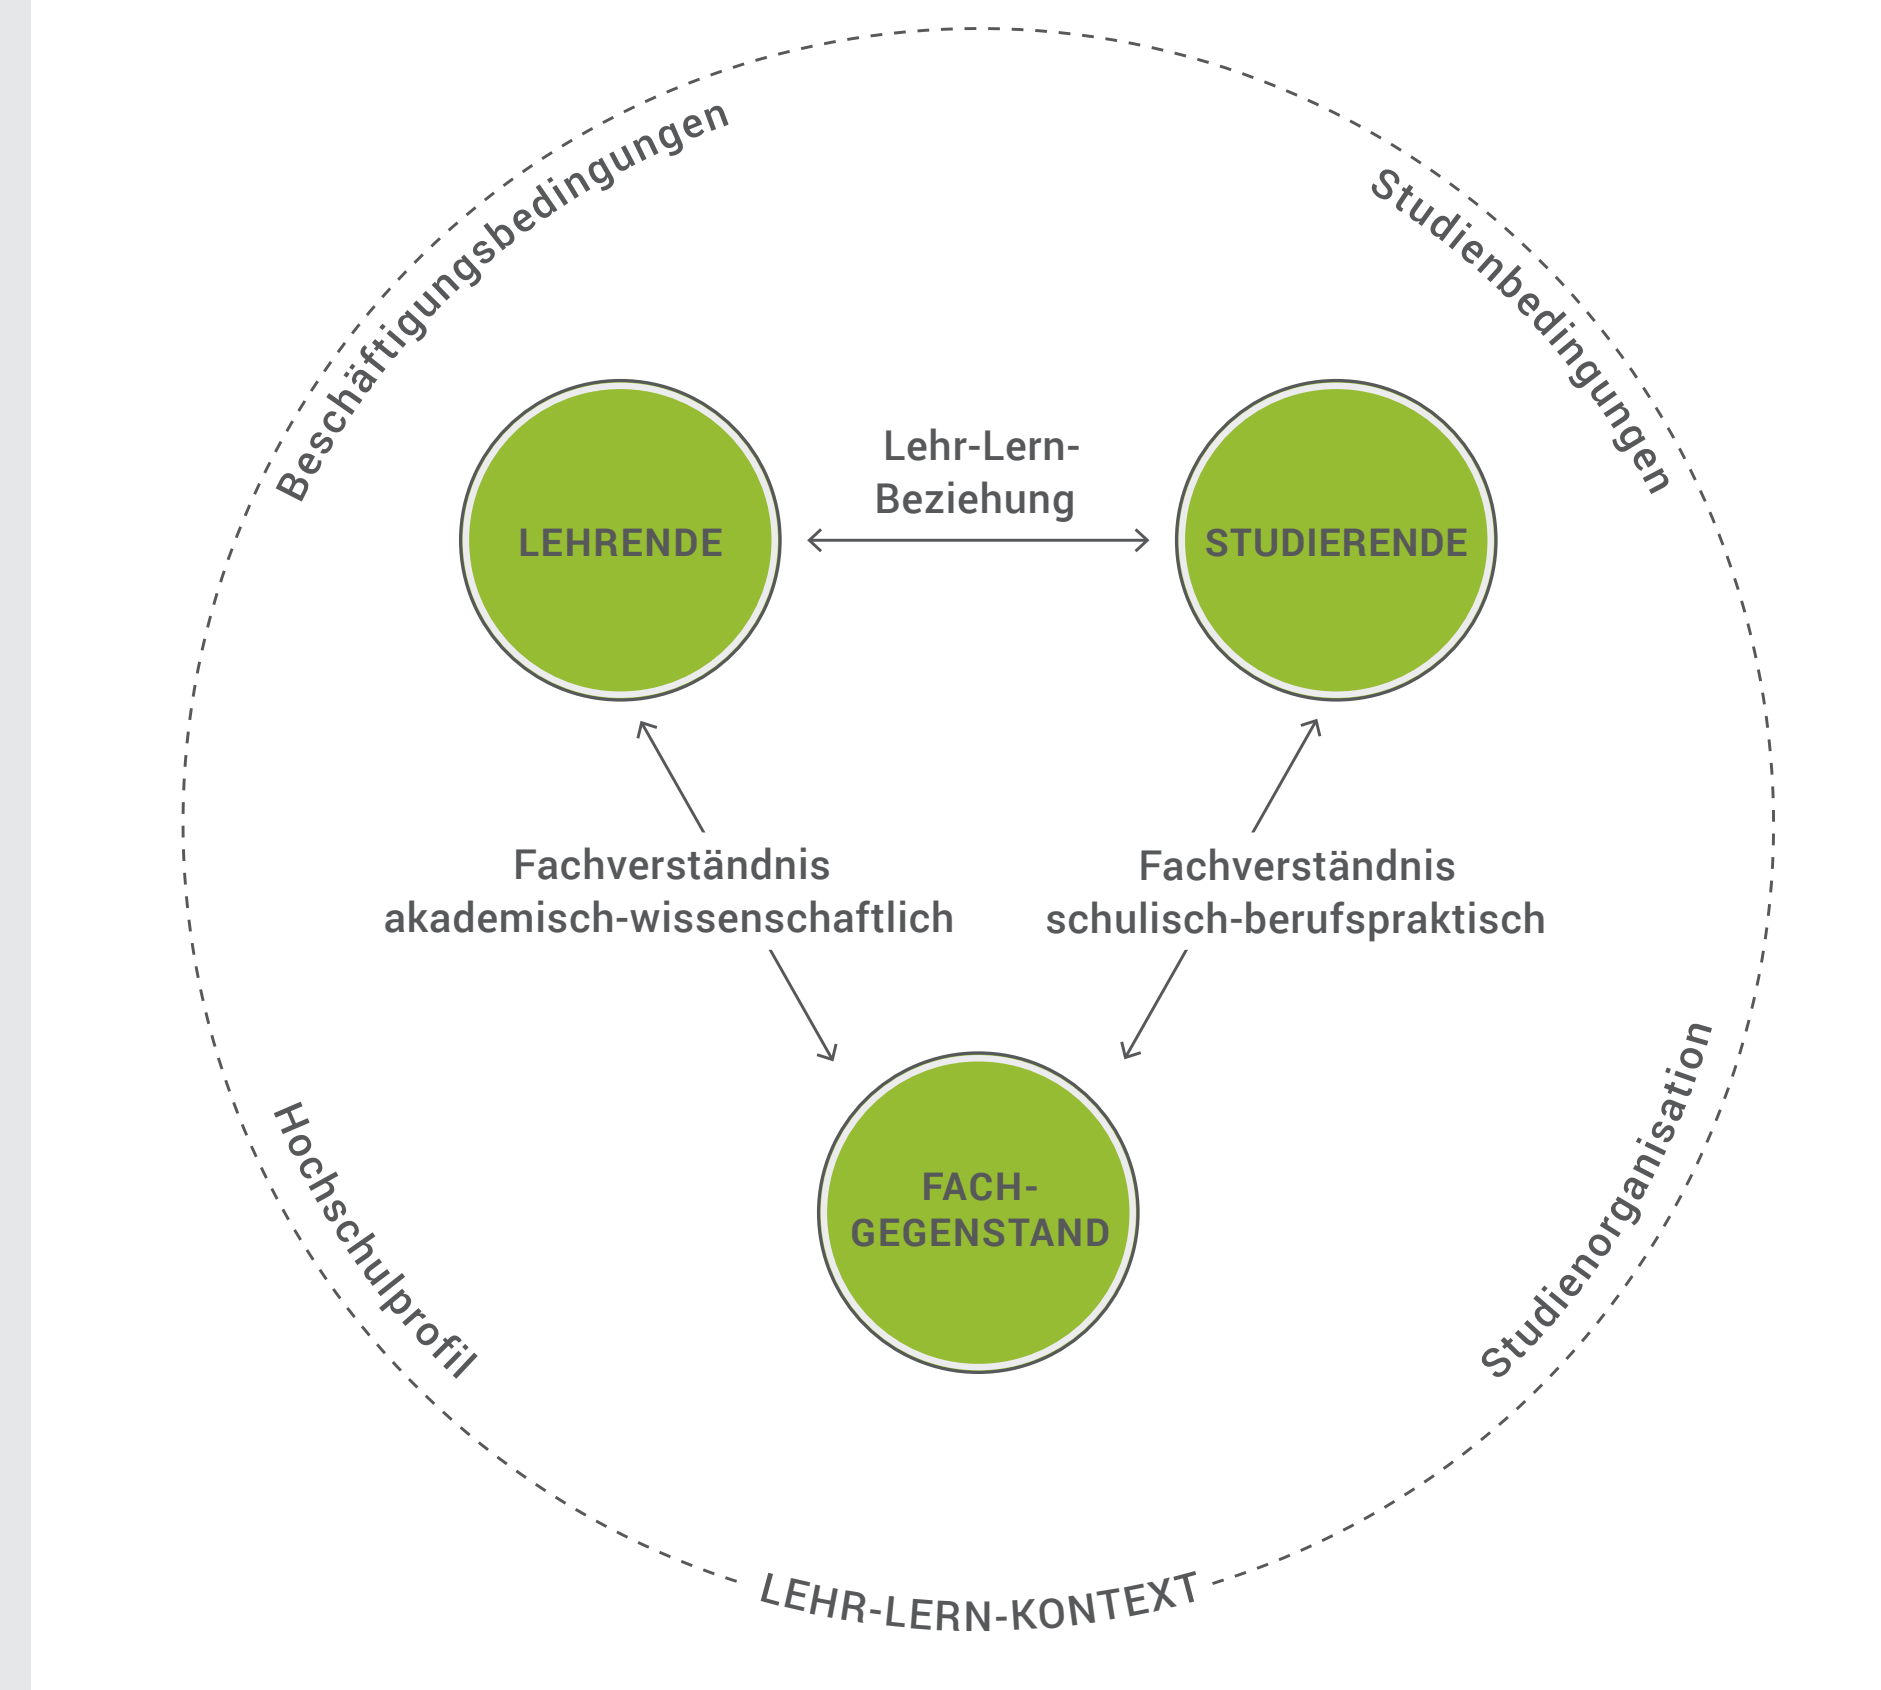 Beschäftigungsbedingungen
Studienbedingungen
Lehr-Lern-
Beziehung
LEHRENDE
STUDIERENDE
Fachverständnis
akademisch-wissenschaftlich
Fachverständnis
schulisch-berufspraktisch
FACH-
GEGENSTAND
Hochschulprofil
Studienorganisation
LEHR-LERN-KONTEXT